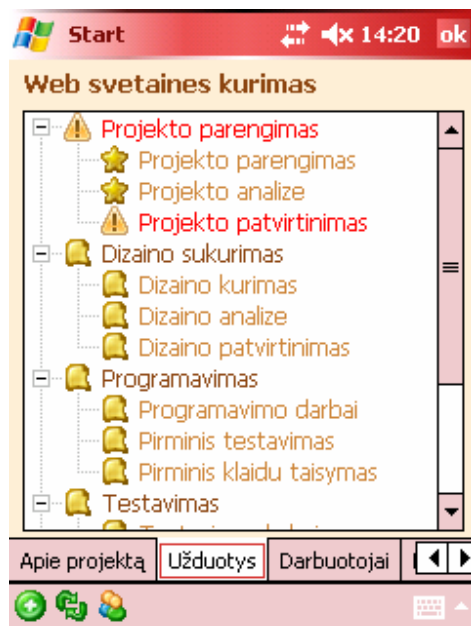 Start 14:20 ok
Web svetaines kurimas
Projekto parengimas
Projekto parengimas
Projekto analize
Projekto patvirtinimas
Dizaino sukurimas
Dizaino kurimas
Dizaino analize
Dizaino patvirtinimas
Programavimas
Programavimo darbai
Pirminis testavimas
Pirminis klaidu taisymas
Testavimas
Apie projektą Užduotys Darbuotojai